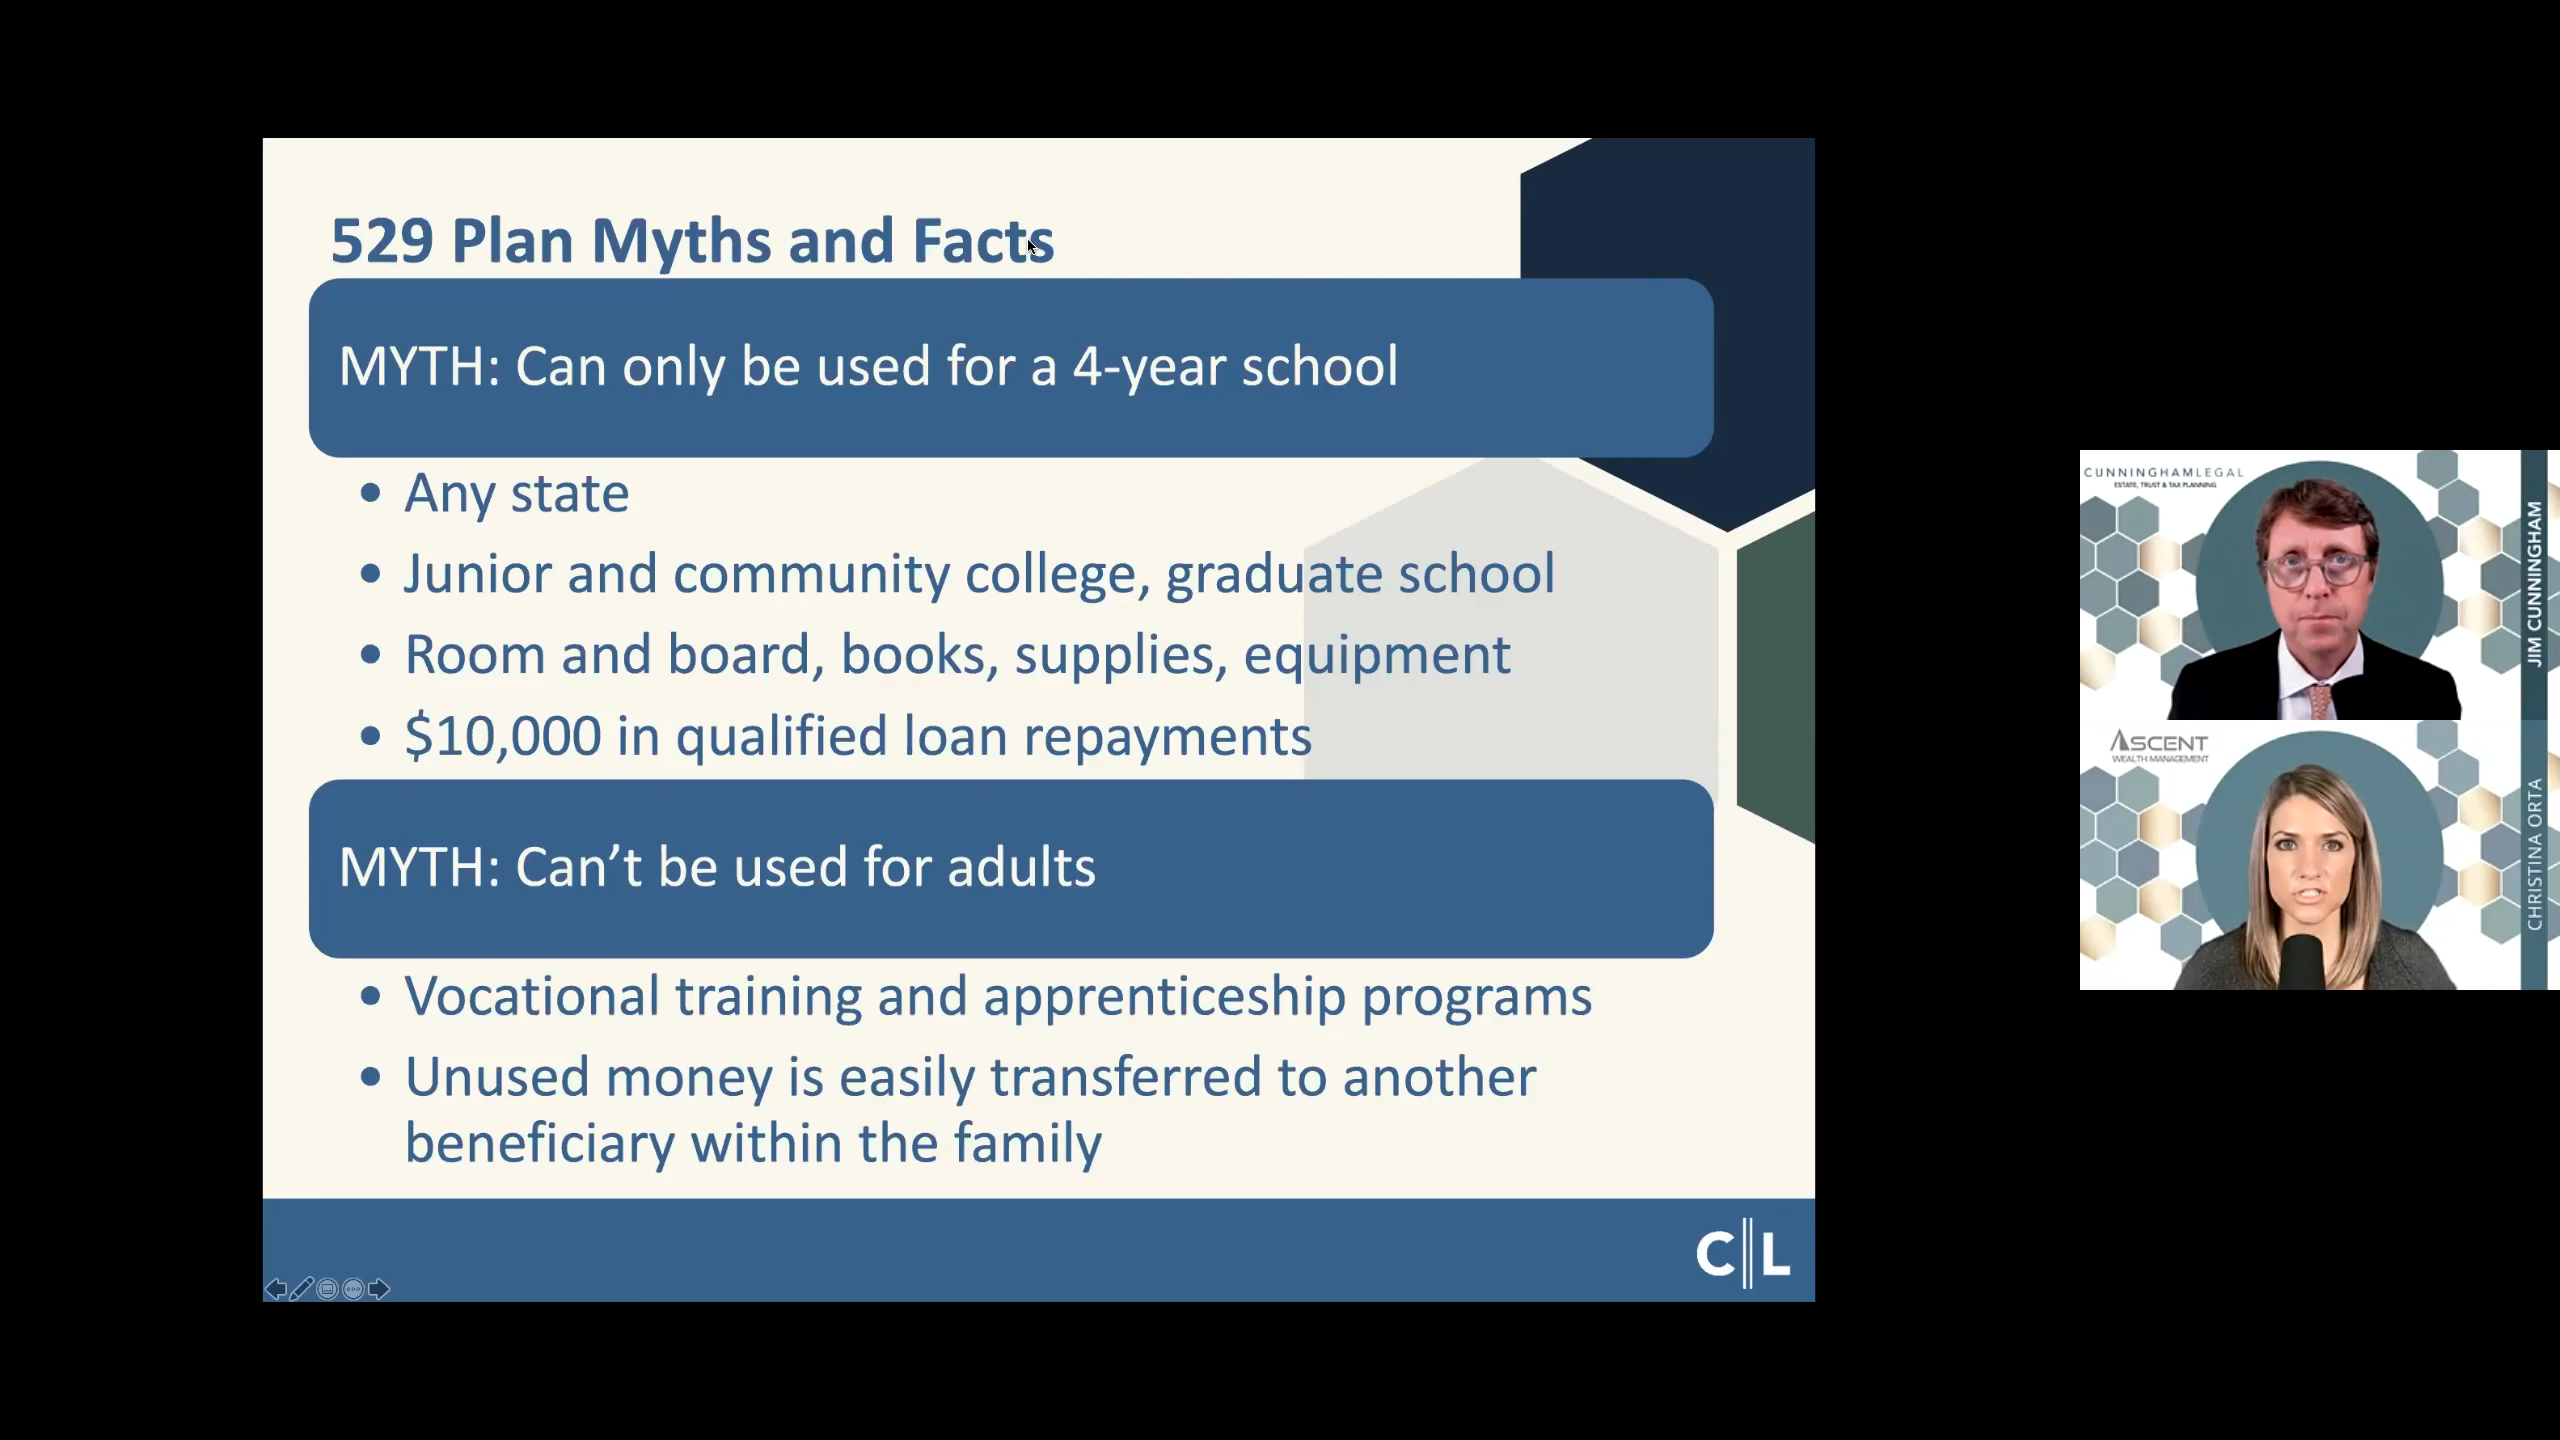 529 Plan Myths and Facts
MYTH: Can only be used for a 4-year school
• Any state
• Junior and community college, graduate school
• Room and board, books, supplies, equipment
• $10,000 in qualified loan repayments
MYTH: Can’t be used for adults
• Vocational training and apprenticeship programs
• Unused money is easily transferred to another
beneficiary within the family
C||L
CUNNINGHAMLEGAL
ESTATE, TRUST & TAX PLANNING
JIM CUNNINGHAM
ASCENT
WEALTH MANAGEMENT
CHRISTINA ORTA